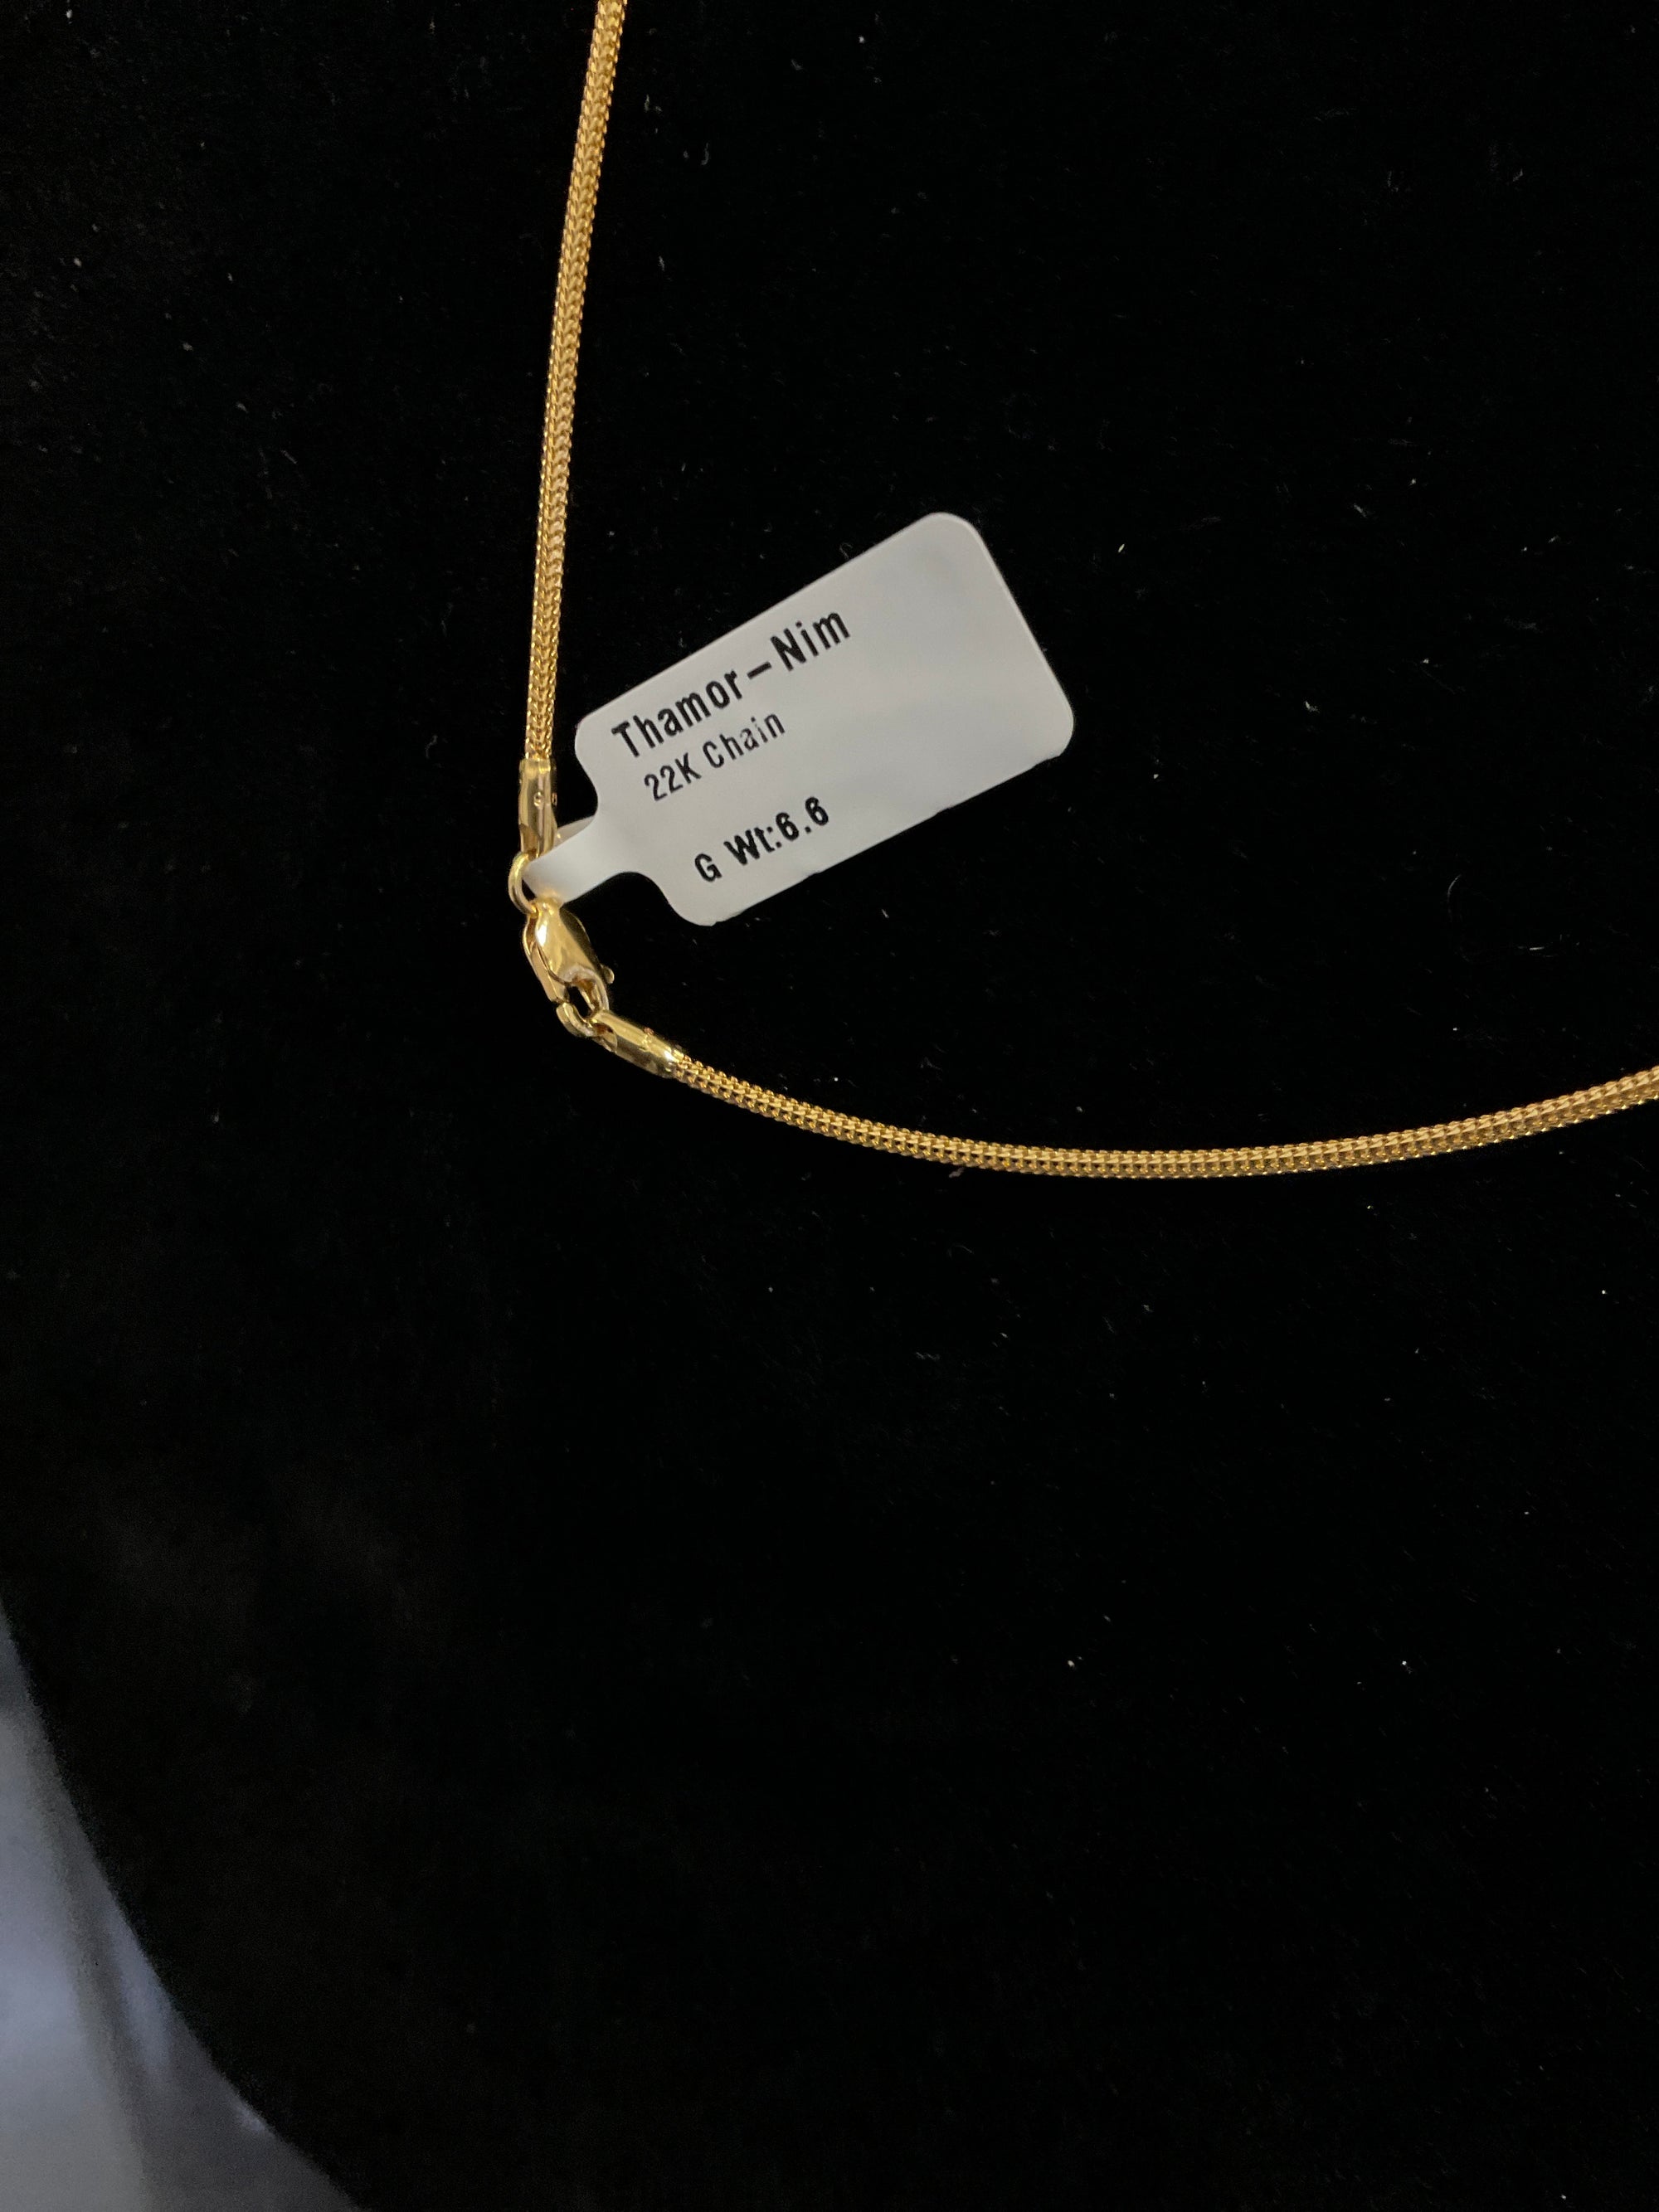 Thamor-Nim
22K Chain
G Wt:6.6